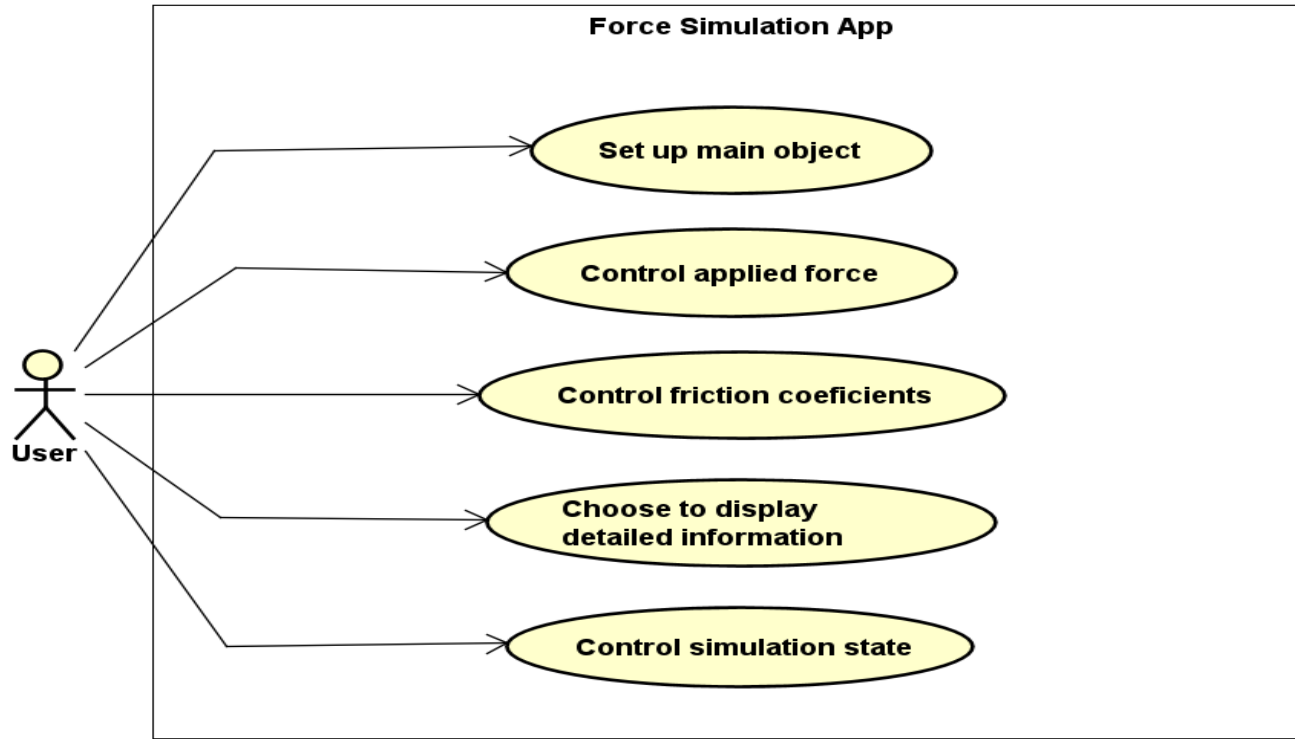 Force Simulation App
Set up main object
Control applied force
Control friction coeficients
User
Choose to display
detailed information
Control simulation state